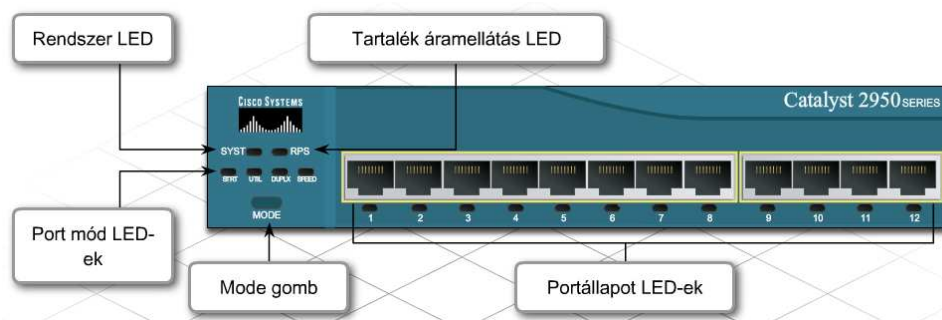 Rendszer LED
Tartalék áramellátás LED
CISCO SYSTEMS
Catalyst 2950 SERIES
SYST RPS
STRT UTIL DUPLX SPEED
MODE
1 2 3 4 5 6 7 8 9 10 11 12
Port mód LED-
ek
Mode gomb
Portállapot LED-ek